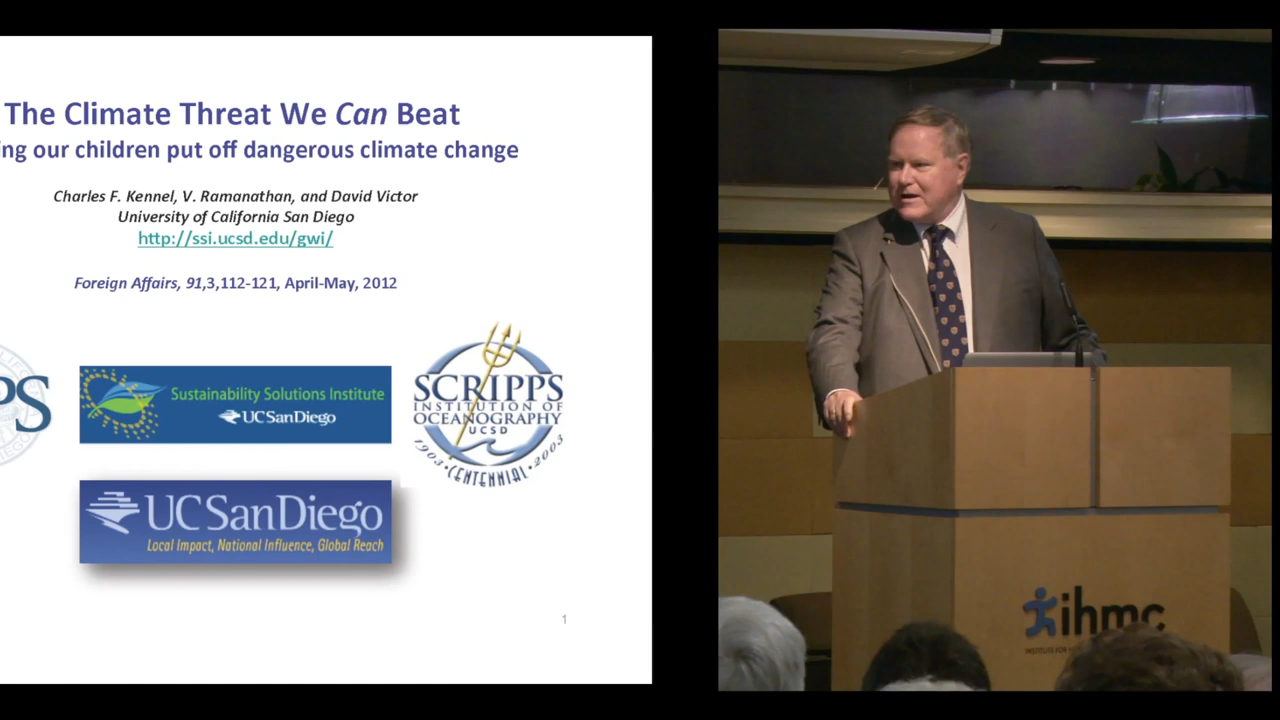 The Climate Threat We Can Beat
our children put off dangerous climate change
Charles F. Kennel, V. Ramanathan, and David Victor
University of California San Diego
http://ssi.ucsd.edu/gwi/
Foreign Affairs, 91,3,112-121, April-May, 2012
Sustainability Solutions Institute
UCSanDiego
SCRIPPS
INSTITUTION OF
OCEANOGRAPHY
UCSD
1903 · CENTENNIAL · 2003
UCSanDiego
Local Impact, National Influence, Global Reach
1
ihmc
INSTITUTE FOR